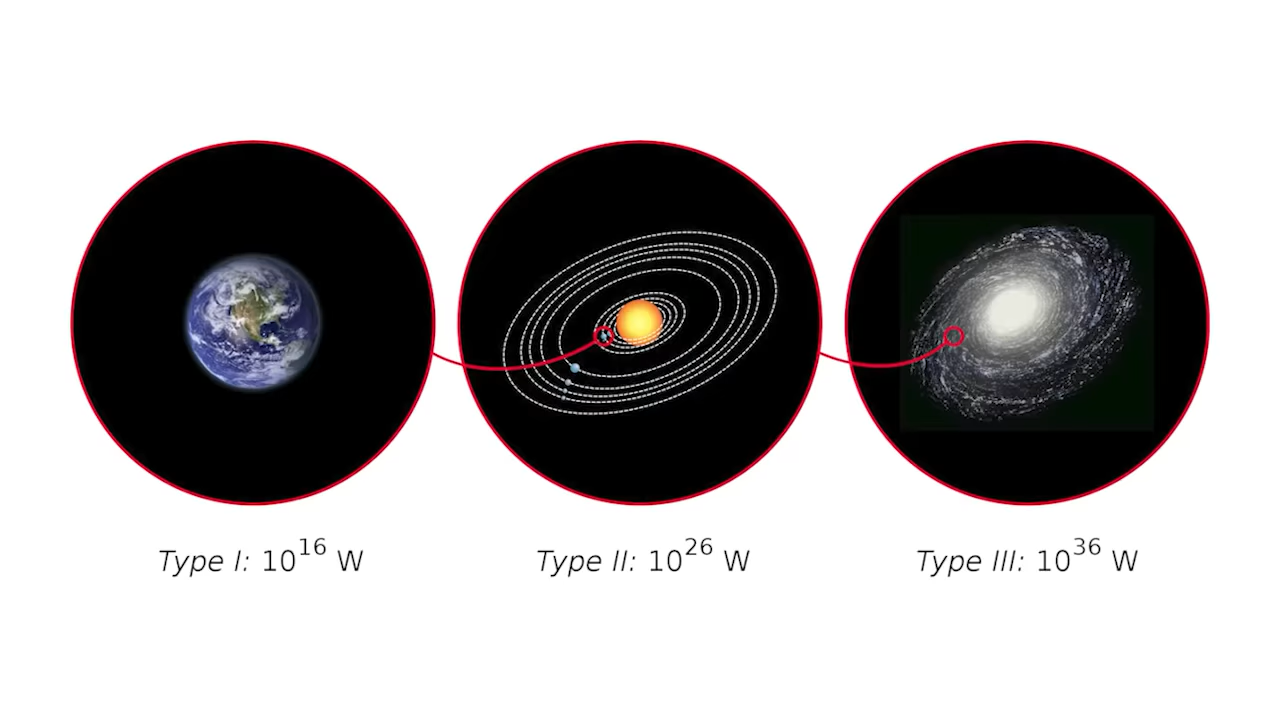 Type I: 10¹⁶ W
Type II: 10²⁶ W
Type III: 10³⁶ W